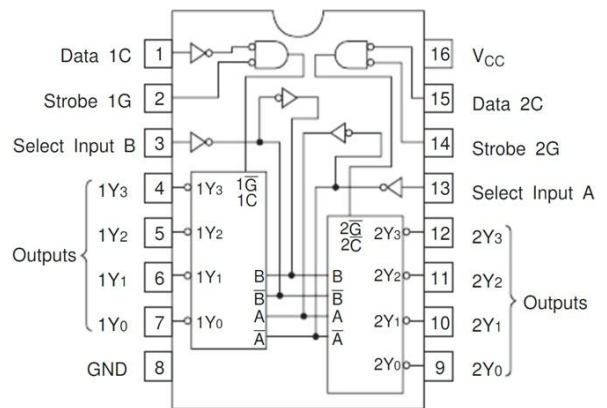 Data 1C 1
Strobe 1G 2
Select Input B 3
1Y3 4
1Y2 5
1Y1 6
1Y0 7
Outputs
GND 8
1Y3
1Y2
1Y1
1Y0
1G̅
1C
B
B̅
A
A̅
2G̅
2C̅
B
B̅
A
A̅
2Y3
2Y2
2Y1
2Y0
16 VCC
15 Data 2C
14 Strobe 2G
13 Select Input A
12 2Y3
11 2Y2
10 2Y1
9 2Y0
Outputs